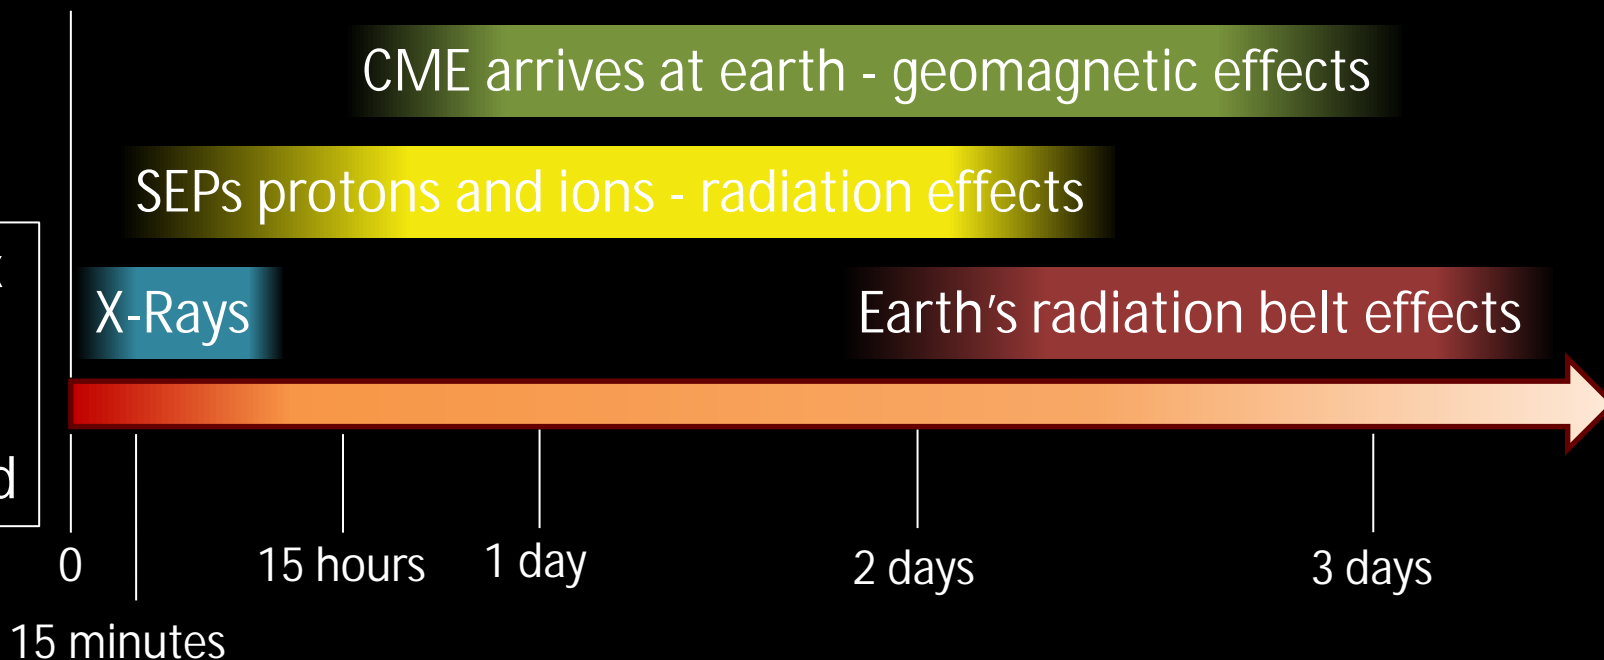 CME arrives at earth - geomagnetic effects
SEPs protons and ions - radiation effects
X-Rays
Earth's radiation belt effects
0
15 hours
1 day
2 days
3 days
15 minutes